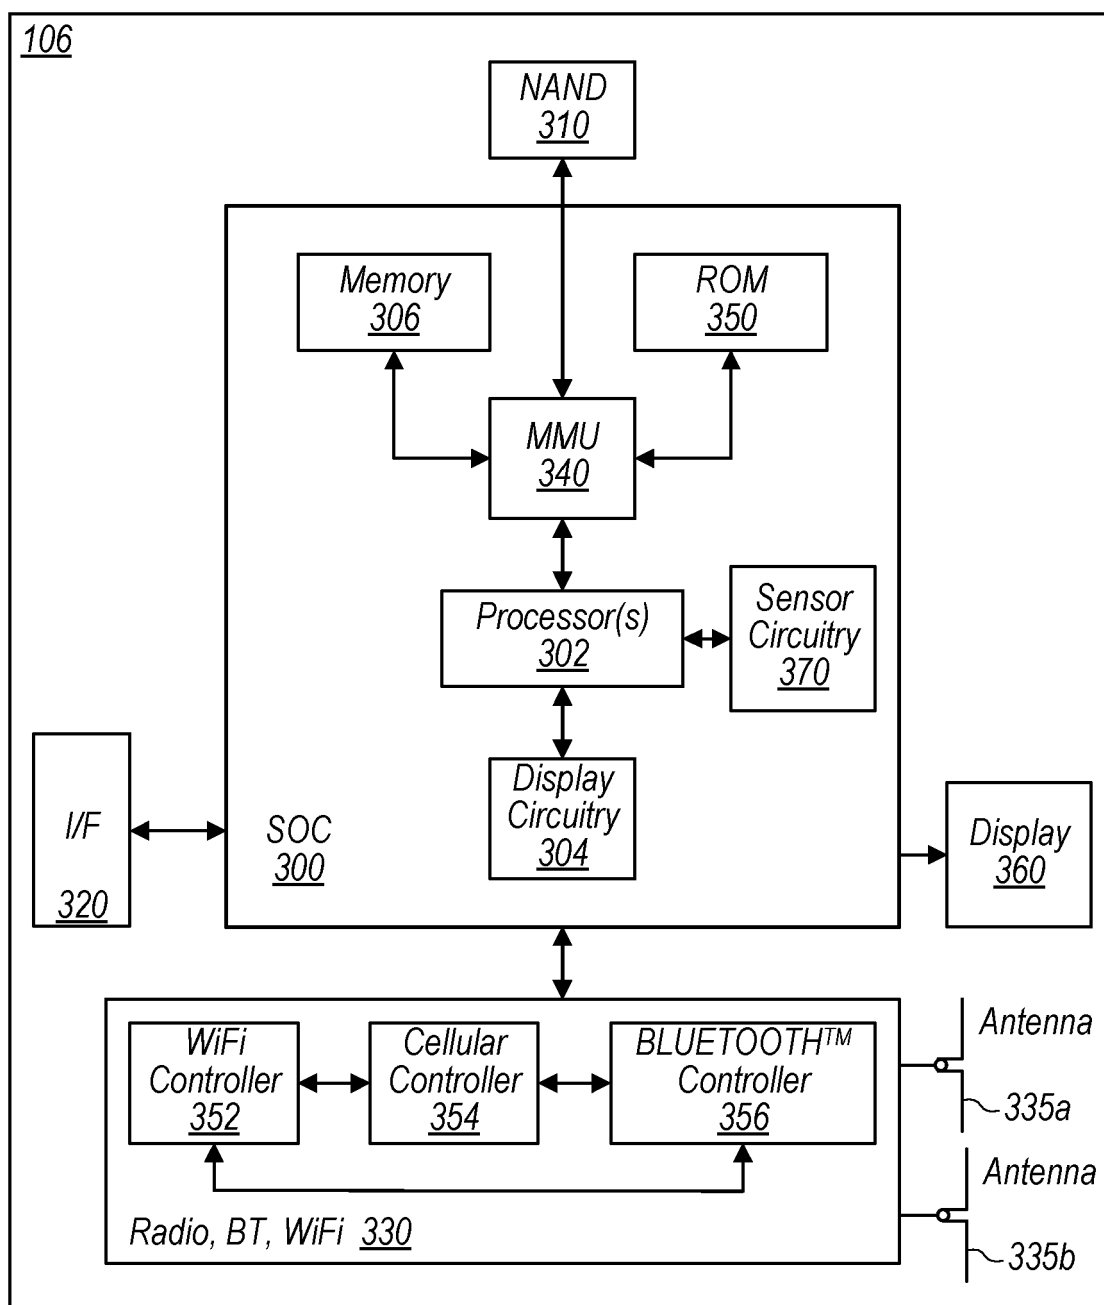 106
NAND
310
Memory
306
ROM
350
MMU
340
Processor(s)
302
Sensor
Circuitry
370
Display
Circuitry
304
I/F
320
SOC
300
Display
360
WiFi
Controller
352
Cellular
Controller
354
BLUETOOTH™
Controller
356
Radio, BT, WiFi 330
Antenna
335a
Antenna
335b